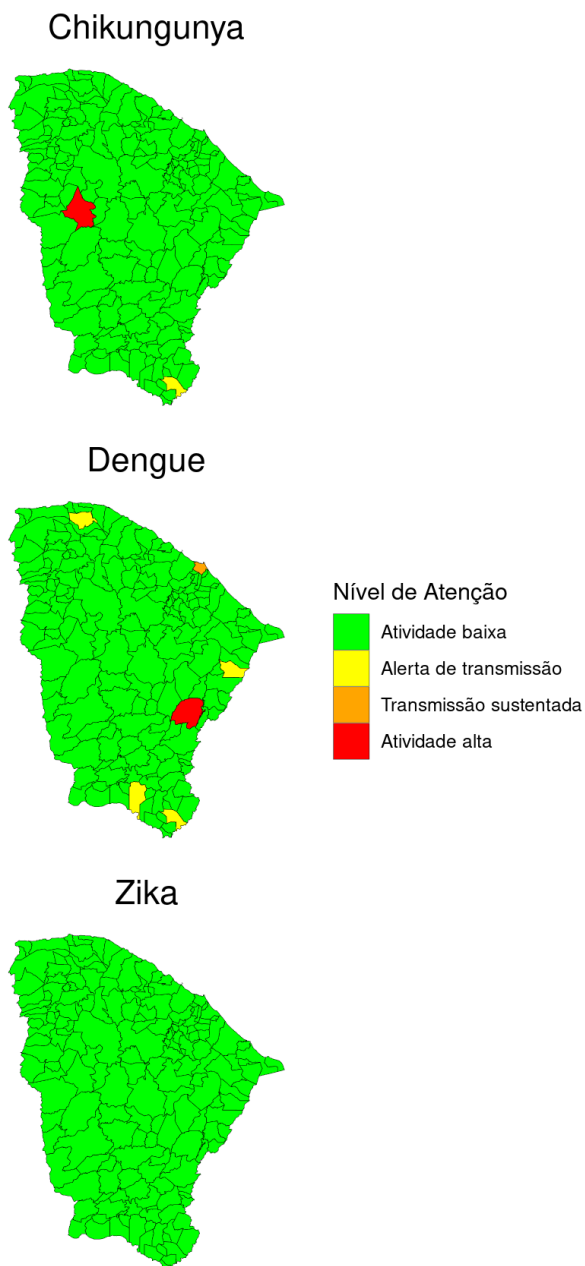 Chikungunya
Dengue
Nível de Atenção
Atividade baixa
Alerta de transmissão
Transmissão sustentada
Atividade alta
Zika